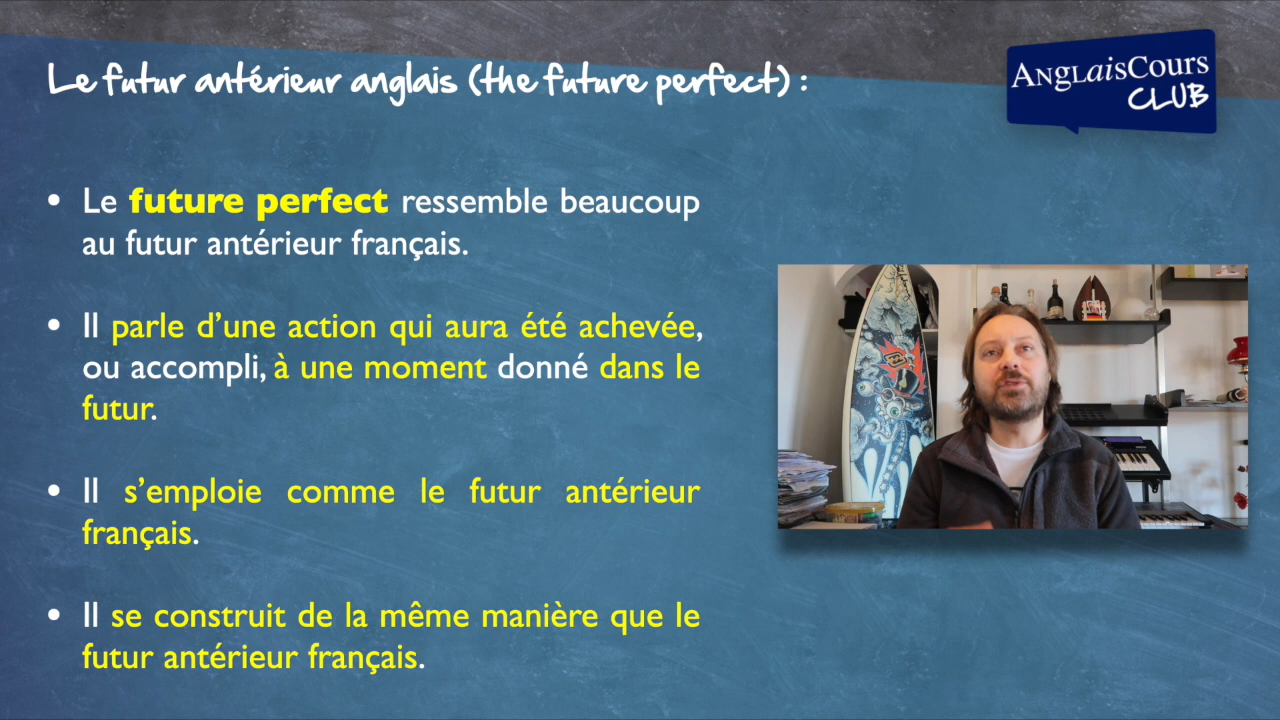 Le futur antérieur anglais (the future perfect) :
ANGLAISCOURS
CLUB
• Le future perfect ressemble beaucoup
au futur antérieur français.
• Il parle d’une action qui aura été achevée,
ou accompli, à une moment donné dans le
futur.
• Il s’emploie comme le futur antérieur
français.
• Il se construit de la même manière que le
futur antérieur français.